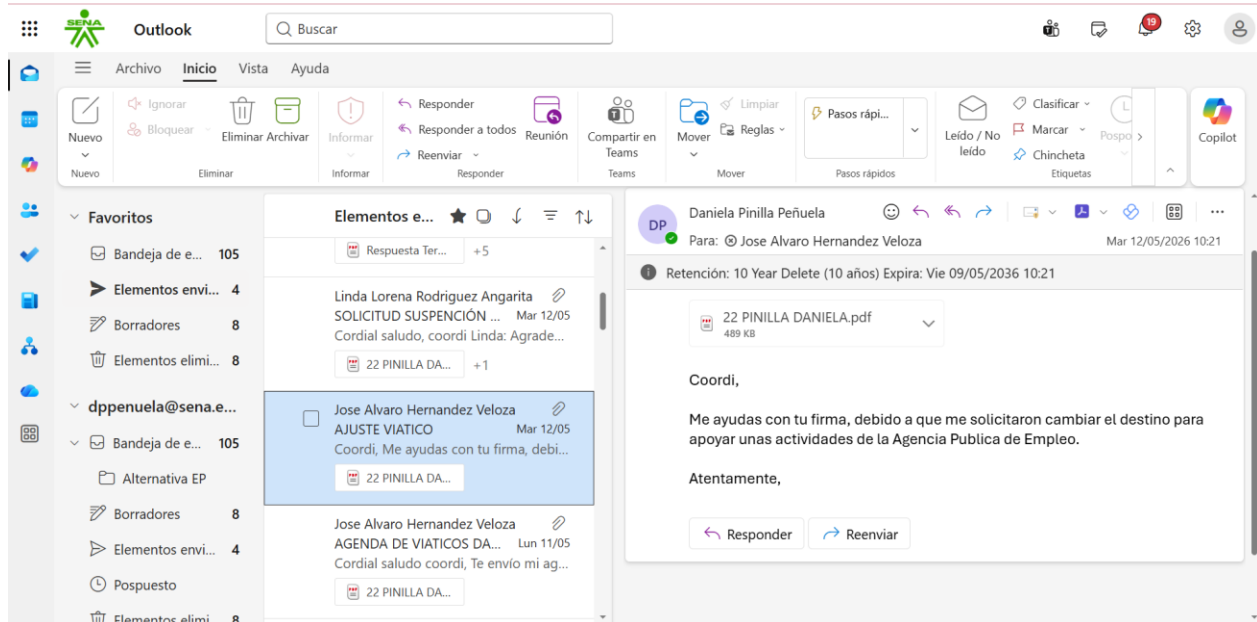 SENA
Outlook
Buscar
19
Archivo Inicio Vista Ayuda
Nuevo
Ignorar
Bloquear
Eliminar Archivar
Informar
Responder
Responder a todos
Reenviar
Reunión
Compartir en
Teams
Mover
Limpiar
Reglas
Pasos rápi...
Leído / No
leído
Clasificar
Marcar
Chincheta
Pospo
Copilot
Nuevo Eliminar Informar Responder Teams Mover Pasos rápidos Etiquetas
Favoritos
Bandeja de e... 105
Elementos envi... 4
Borradores 8
Elementos elimi... 8
dppenuela@sena.e...
Bandeja de e... 105
Alternativa EP
Borradores 8
Elementos envi... 4
Pospuesto
Elementos elimi... 8
Elementos e...
Respuesta Ter... +5
Linda Lorena Rodriguez Angarita
SOLICITUD SUSPENCIÓN ... Mar 12/05
Cordial saludo, coordi Linda: Agrade...
22 PINILLA DA... +1
Jose Alvaro Hernandez Veloza
AJUSTE VIATICO Mar 12/05
Coordi, Me ayudas con tu firma, debi...
22 PINILLA DA...
Jose Alvaro Hernandez Veloza
AGENDA DE VIATICOS DA... Lun 11/05
Cordial saludo coordi, Te envío mi ag...
22 PINILLA DA...
DP
Daniela Pinilla Peñuela
Para: Jose Alvaro Hernandez Veloza Mar 12/05/2026 10:21
Retención: 10 Year Delete (10 años) Expira: Vie 09/05/2036 10:21
22 PINILLA DANIELA.pdf
489 KB
Coordi,
Me ayudas con tu firma, debido a que me solicitaron cambiar el destino para
apoyar unas actividades de la Agencia Publica de Empleo.
Atentamente,
Responder Reenviar